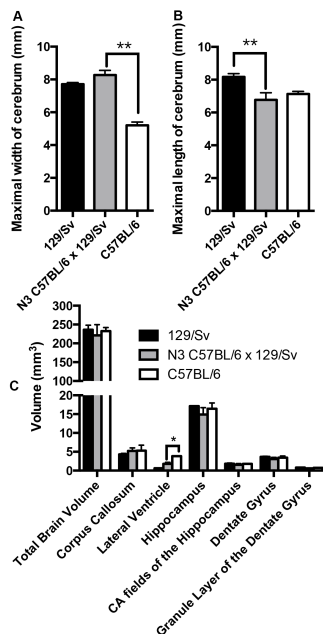 A
Maximal width of cerebrum (mm)
10
8
6
4
2
0
**
129/Sv
N3 C57BL/6 x 129/Sv
C57BL/6
B
Maximal length of cerebrum (mm)
10
8
6
4
2
0
**
129/Sv
N3 C57BL/6 x 129/Sv
C57BL/6
C
Volume (mm³)
300
250
200
150
100
20
15
10
5
0
129/Sv
N3 C57BL/6 x 129/Sv
C57BL/6
*
Total Brain Volume
Corpus Callosum
Lateral Ventricle
Hippocampus
CA fields of the Hippocampus
Dentate Gyrus
Granule Layer of the Dentate Gyrus